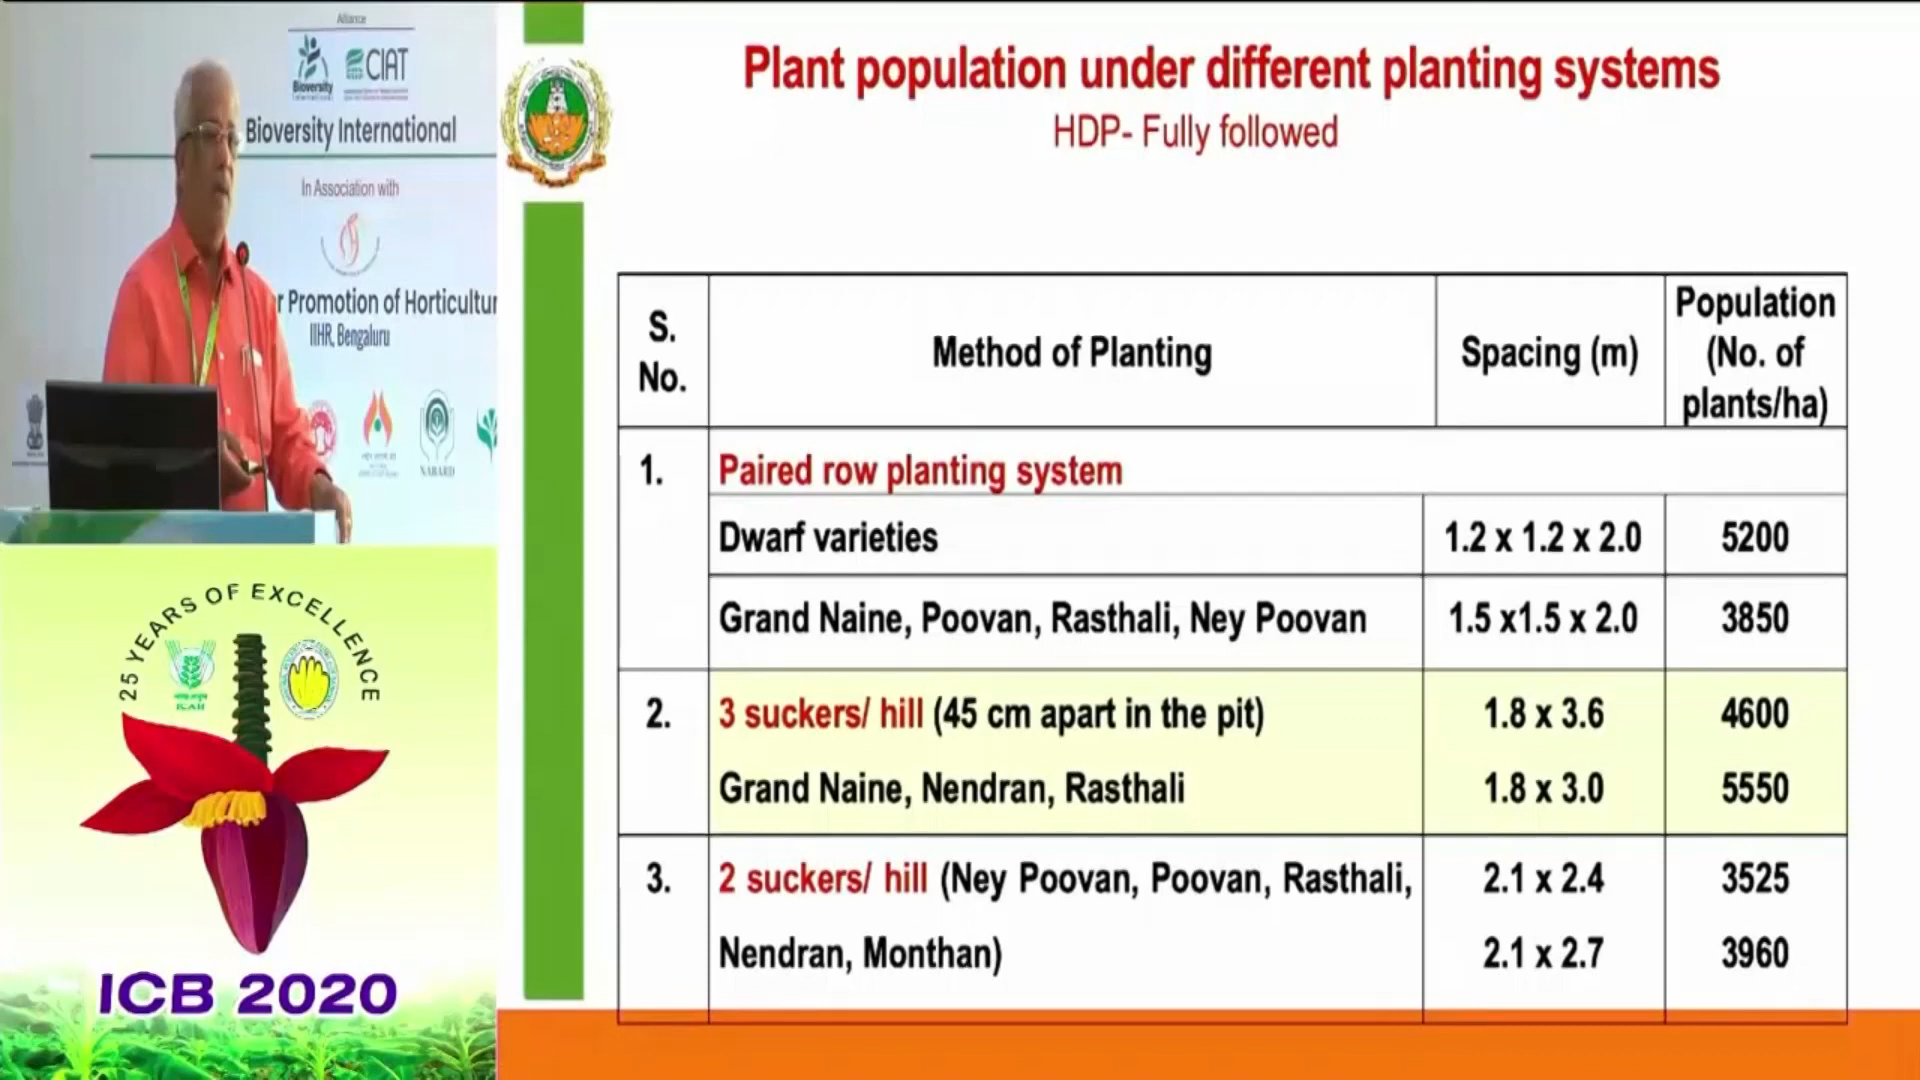 Alliance
Bioversity
CIAT
Bioversity International
In Association with
r Promotion of Horticultur
IIHR, Bengaluru
NABARD
25 YEARS OF EXCELLENCE
ICAR
ICB 2020
Plant population under different planting systems
HDP- Fully followed
S. No. Method of Planting Spacing (m) Population (No. of plants/ha)
1. Paired row planting system
Dwarf varieties 1.2 x 1.2 x 2.0 5200
Grand Naine, Poovan, Rasthali, Ney Poovan 1.5 x1.5 x 2.0 3850
2. 3 suckers/ hill (45 cm apart in the pit) 1.8 x 3.6 4600
Grand Naine, Nendran, Rasthali 1.8 x 3.0 5550
3. 2 suckers/ hill (Ney Poovan, Poovan, Rasthali, 2.1 x 2.4 3525
Nendran, Monthan) 2.1 x 2.7 3960